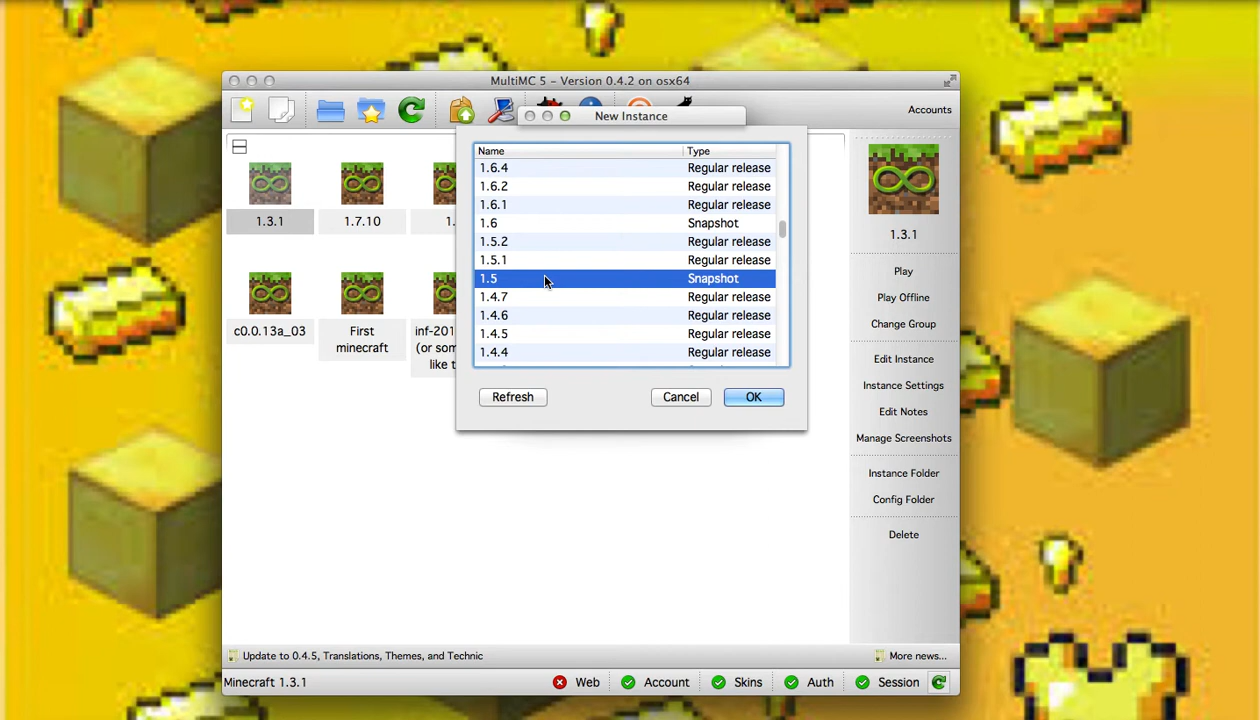 MultiMC 5 – Version 0.4.2 on osx64
Accounts
New Instance
Name Type
1.6.4 Regular release
1.6.2 Regular release
1.6.1 Regular release
1.6 Snapshot
1.5.2 Regular release
1.5.1 Regular release
1.5 Snapshot
1.4.7 Regular release
1.4.6 Regular release
1.4.5 Regular release
1.4.4 Regular release
Refresh Cancel OK
1.3.1 1.7.10 1.
c0.0.13a_03
First
minecraft
inf-201
(or som
like t
1.3.1
Play
Play Offline
Change Group
Edit Instance
Instance Settings
Edit Notes
Manage Screenshots
Instance Folder
Config Folder
Delete
Update to 0.4.5, Translations, Themes, and Technic More news...
Minecraft 1.3.1 Web Account Skins Auth Session